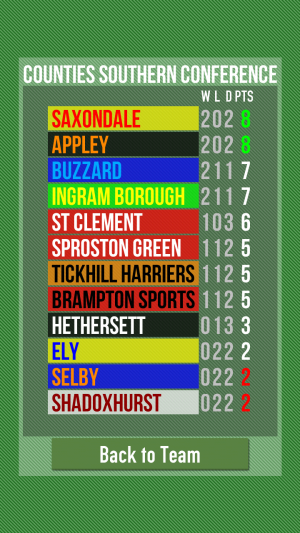 COUNTIES SOUTHERN CONFERENCE
W L D PTS
SAXONDALE 2 0 2 8
APPLEY 2 0 2 8
BUZZARD 2 1 1 7
INGRAM BOROUGH 2 1 1 7
ST CLEMENT 1 0 3 6
SPROSTON GREEN 1 1 2 5
TICKHILL HARRIERS 1 1 2 5
BRAMPTON SPORTS 1 1 2 5
HETHERSETT 0 1 3 3
ELY 0 2 2 2
SELBY 0 2 2 2
SHADOXHURST 0 2 2 2
Back to Team